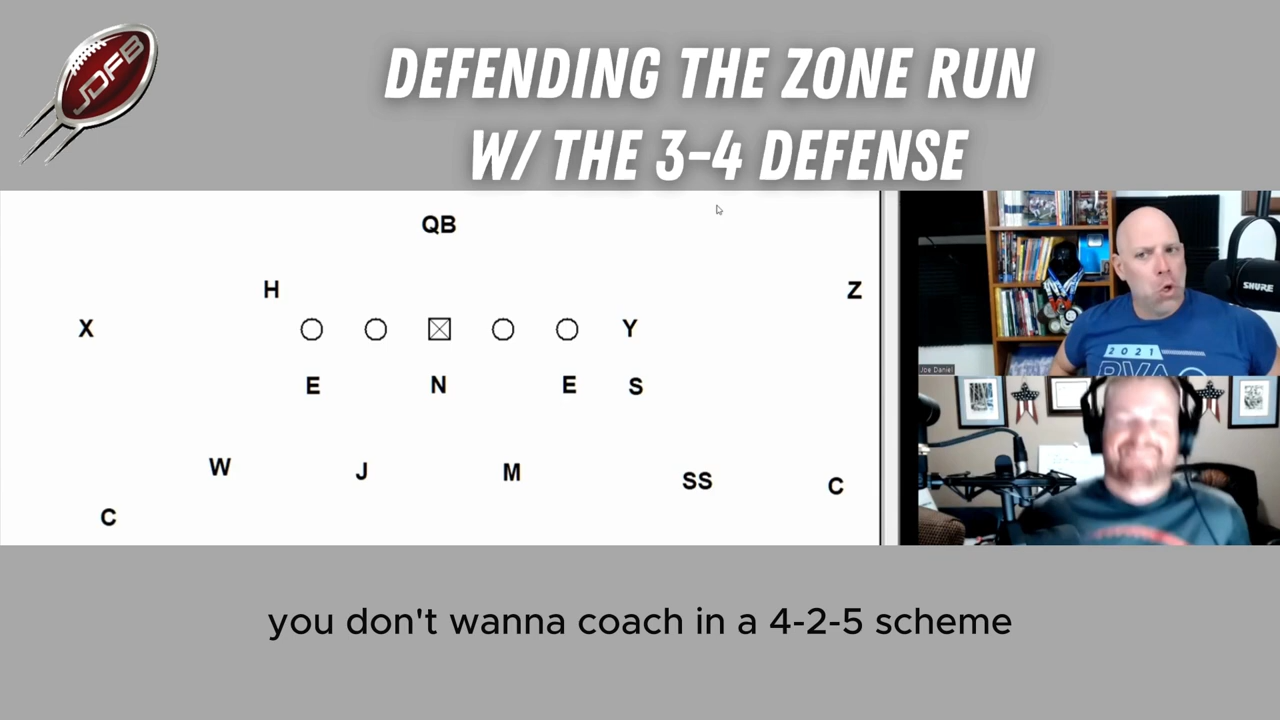 JDFB
DEFENDING THE ZONE RUN
W/ THE 3-4 DEFENSE
QB
H
Z
X
Y
E N E S
W J M SS C
C
SHURE
Joe Daniel
2021
RVA
you don't wanna coach in a 4-2-5 scheme